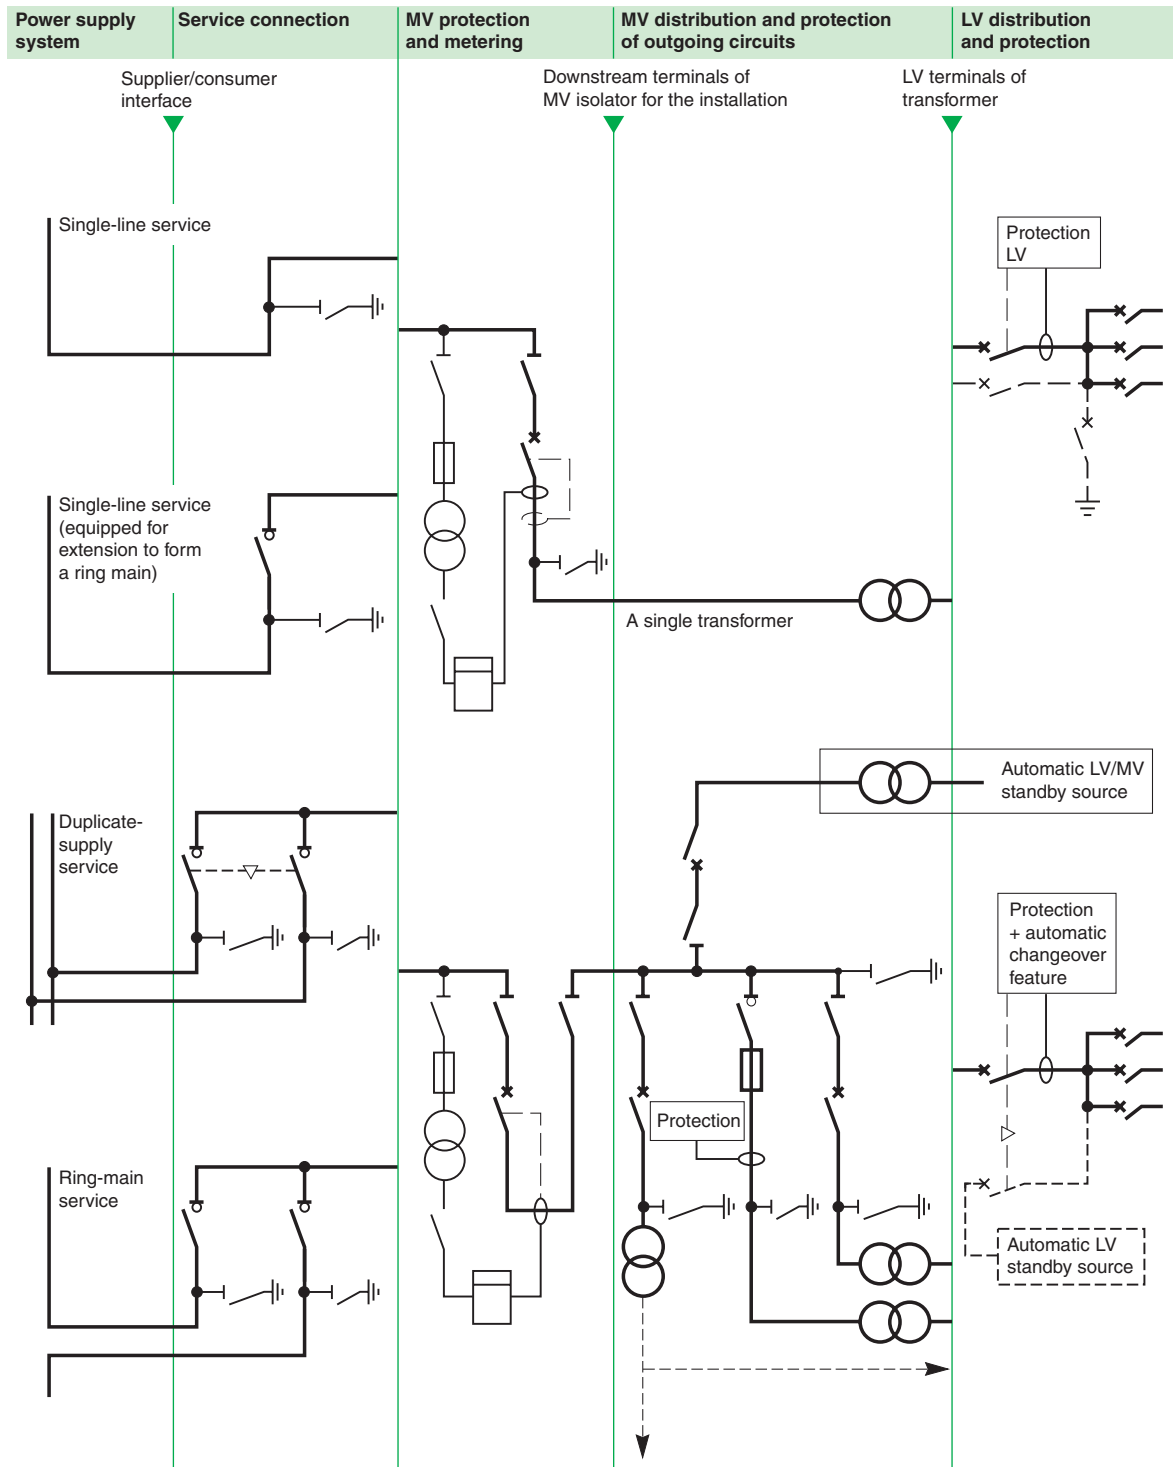 Power supply
system
Service connection
MV protection
and metering
MV distribution and protection
of outgoing circuits
LV distribution
and protection
Supplier/consumer
interface
Downstream terminals of
MV isolator for the installation
LV terminals of
transformer
Single-line service
Protection
LV
Single-line service
(equipped for
extension to form
a ring main)
A single transformer
Automatic LV/MV
standby source
Duplicate-
supply
service
Protection
+ automatic
changeover
feature
Protection
Ring-main
service
Automatic LV
standby source